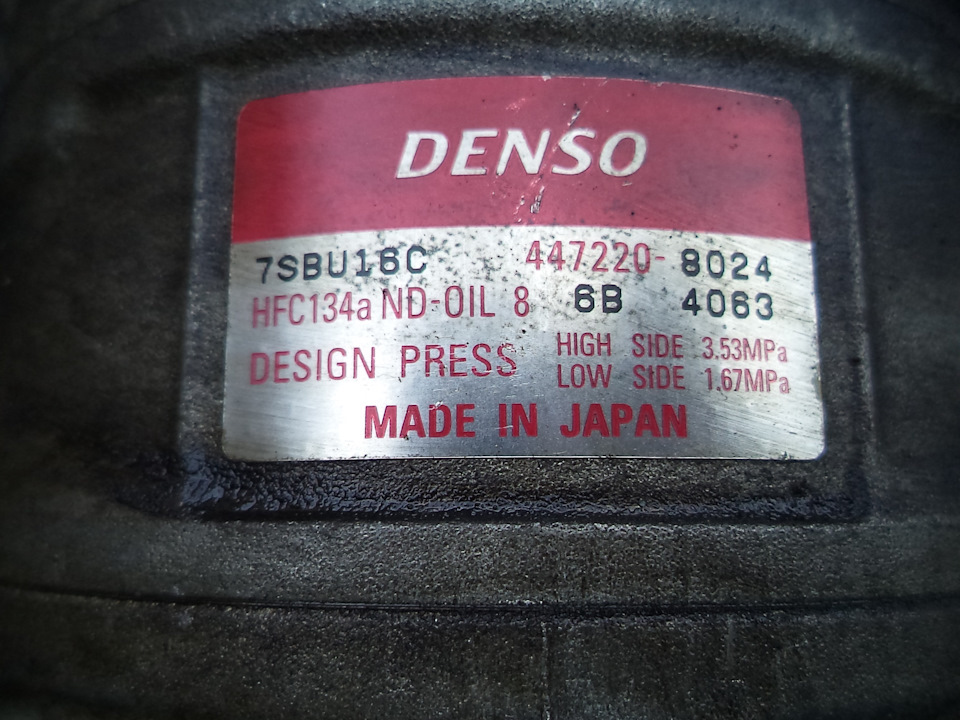 DENSO
7SBU16C 447220-8024
HFC134a ND-OIL 8 6B 4063
DESIGN PRESS HIGH SIDE 3.53MPa
LOW SIDE 1.67MPa
MADE IN JAPAN